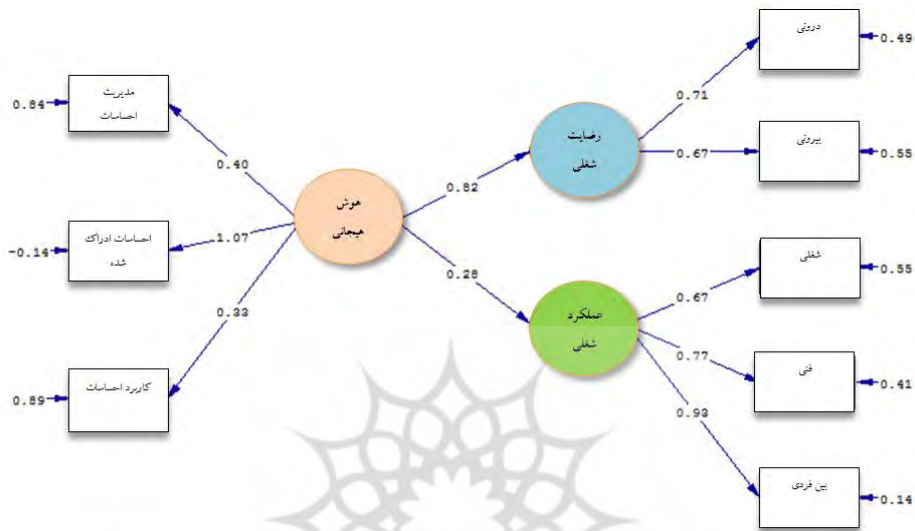 درونی
0.49
0.71
مدیریت
احساسات
0.84
0.40
رضایت
شغلی
بیرونی
0.67
0.55
0.82
هوش
هیجانی
احساسات ادراک
شده
-0.14
1.07
شغلی
0.55
0.28
0.67
عملکرد
شغلی
0.33
0.77
فنی
0.41
کاربرد احساسات
0.89
0.93
بین فردی
0.14